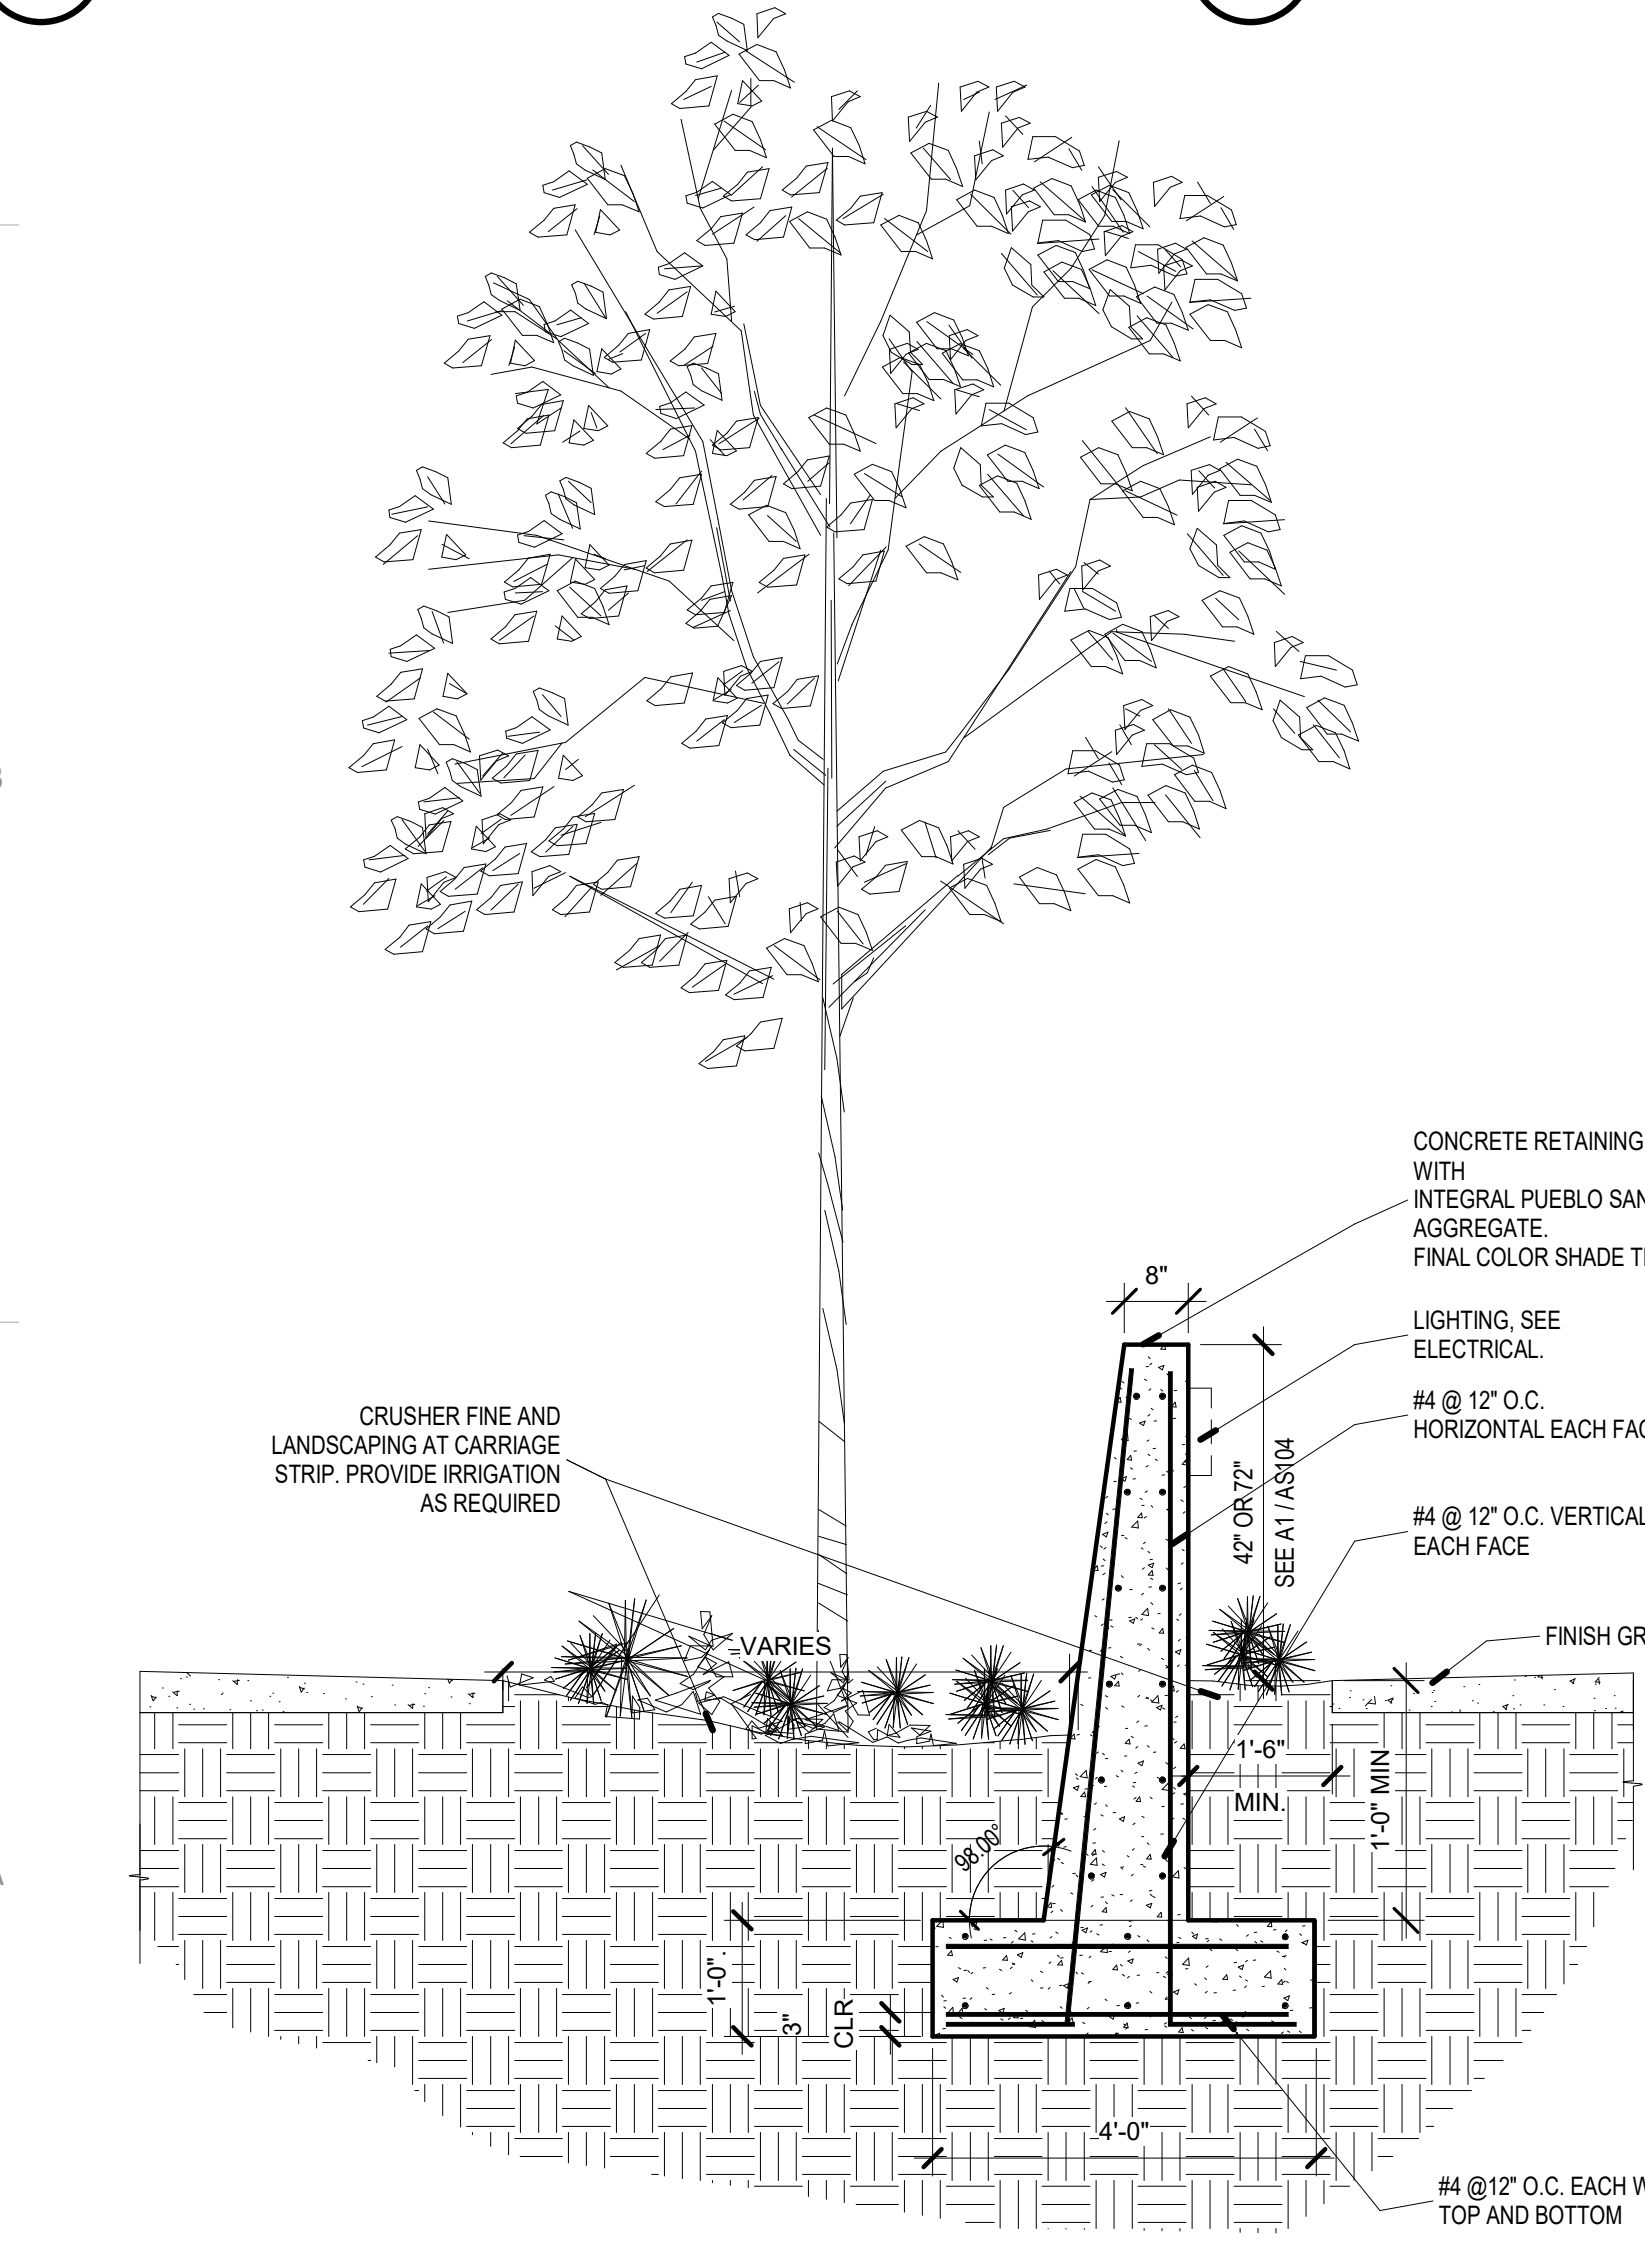 CONCRETE RETAINING
WITH
INTEGRAL PUEBLO
AGGREGATE.
FINAL COLOR SHADE
8"
LIGHTING, SEE
ELECTRICAL.
#4 @ 12" O.C.
HORIZONTAL EACH
42" OR 72"
SEE A1 / AS104
CRUSHER FINE AND
LANDSCAPING AT CARRIAGE
STRIP. PROVIDE IRRIGATION
AS REQUIRED
#4 @ 12" O.C. VERTICAL
EACH FACE
VARIES
FINISH
1'-6"
MIN.
1'-0" MIN
98.00°
1'-0".
3"
CLR
4'-0"
#4 @12" O.C. EACH
TOP AND BOTTOM